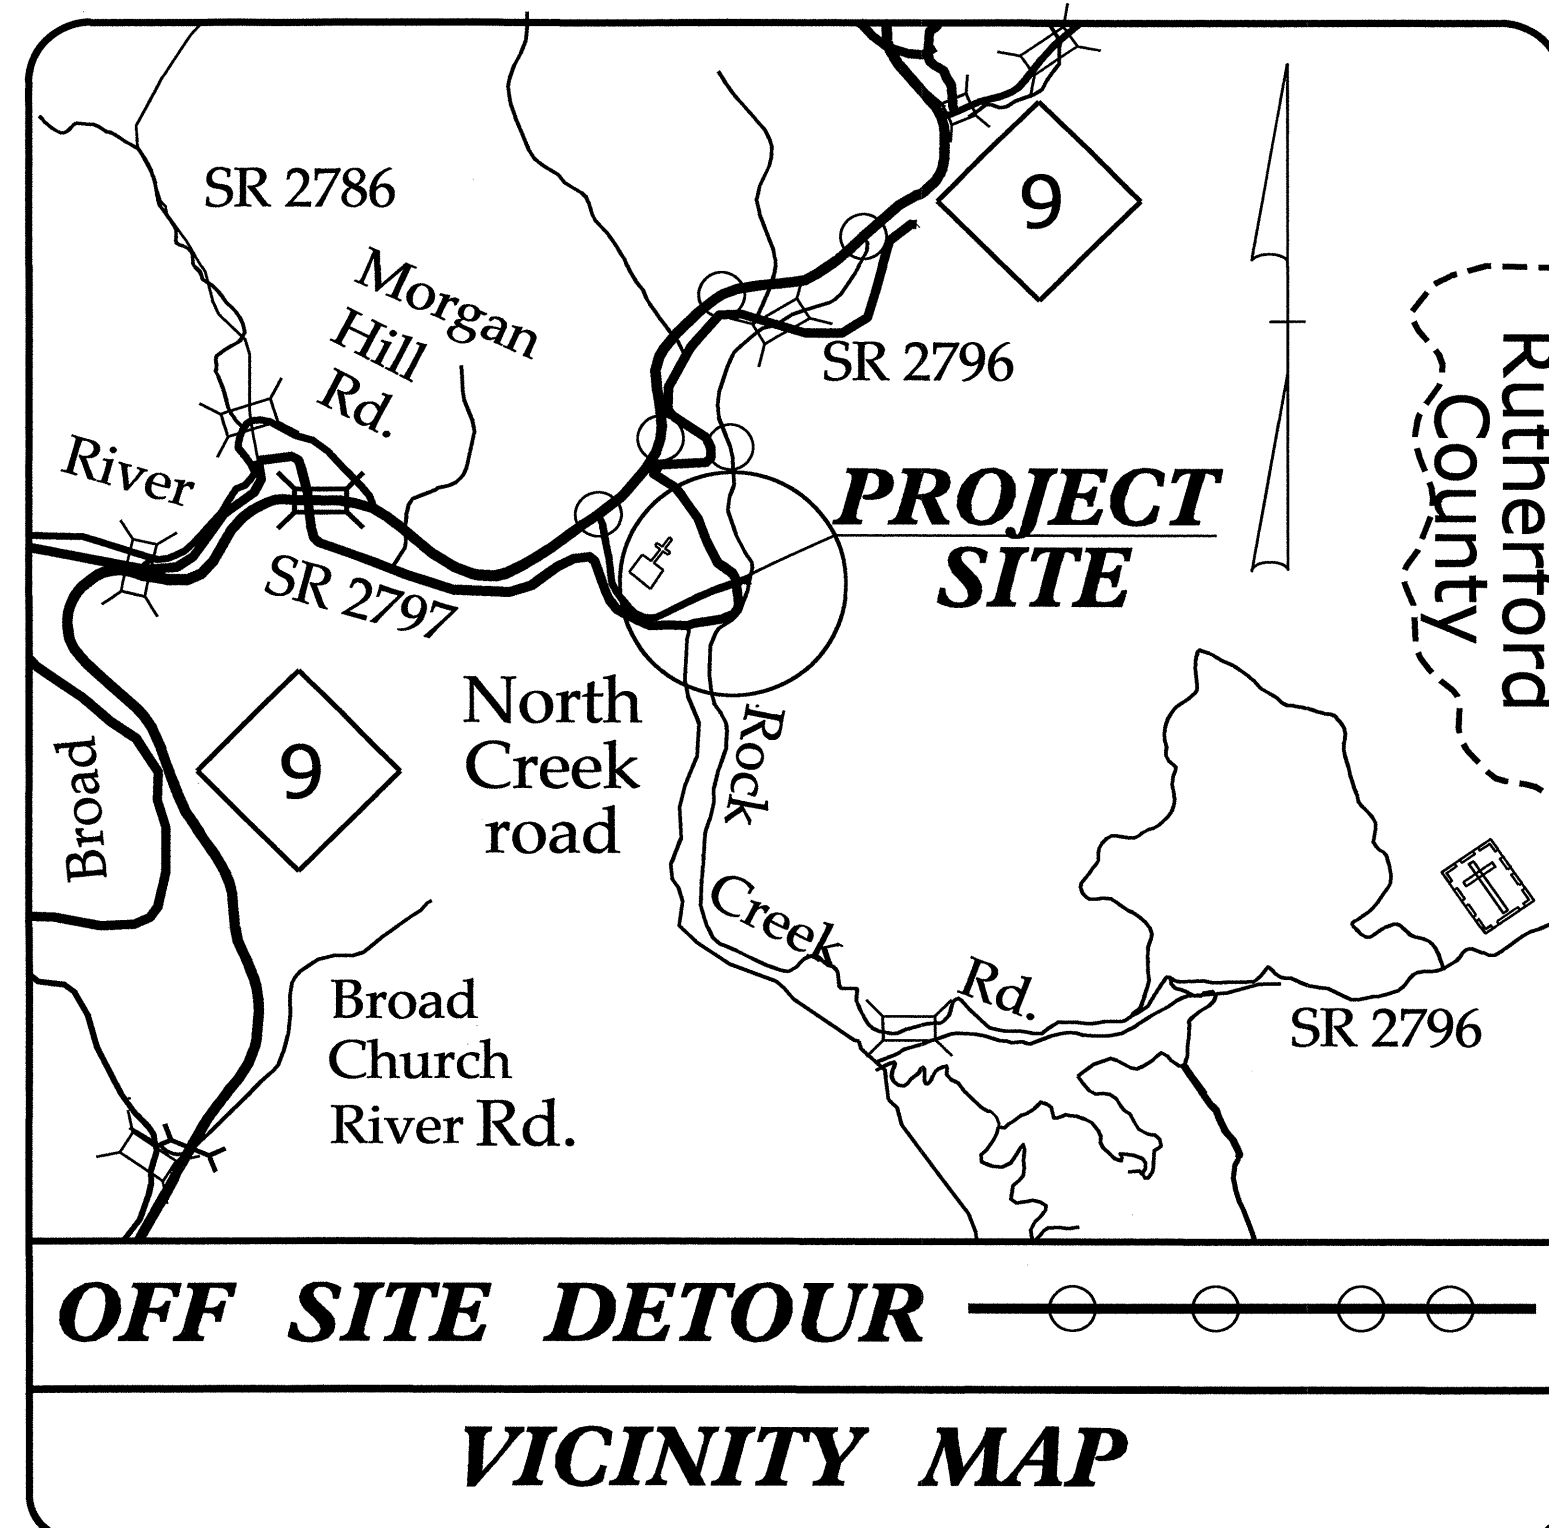 SR 2786
9
Morgan
Hill
Rd.
SR 2796
River
Rutherford
County
PROJECT
SITE
SR 2797
North
Creek
road
9
Broad
Rock
Creek
Rd.
SR 2796
Broad
Church
River Rd.
OFF SITE DETOUR
VICINITY MAP